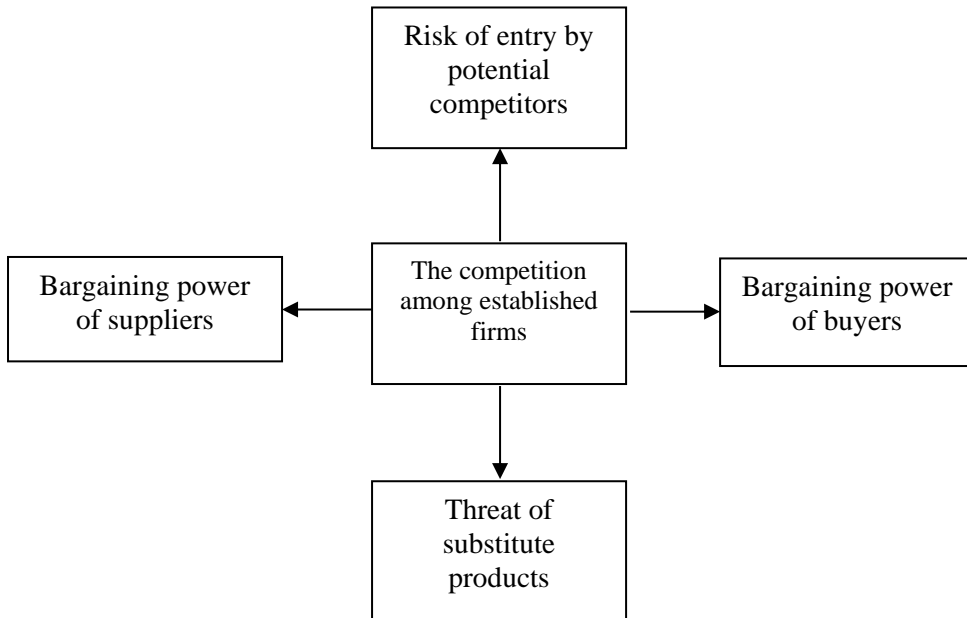 Risk of entry by
potential
competitors
Bargaining power
of suppliers
The competition
among established
firms
Bargaining power
of buyers
Threat of
substitute
products